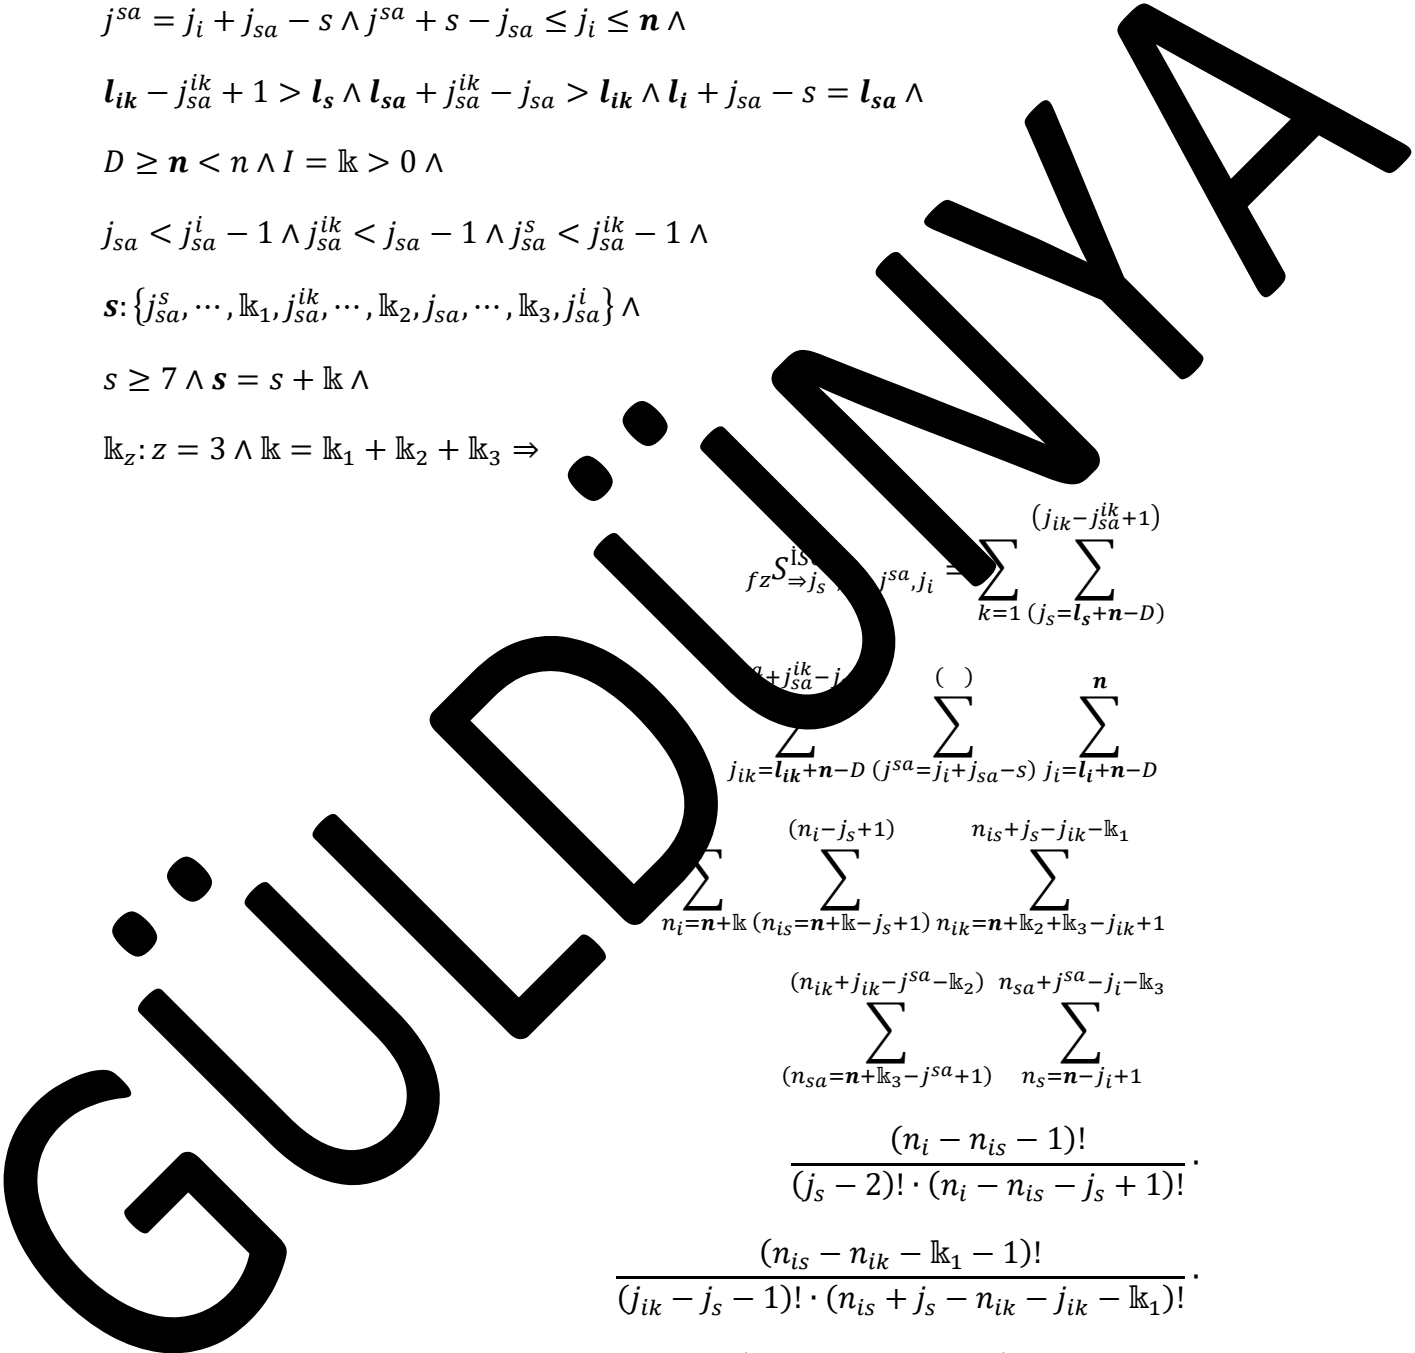 j^{sa} = j_i + j_{sa} − s ∧ j^{sa} + s − j_{sa} ≤ j_i ≤ 𝒏 ∧
𝒍_{𝒊𝒌} − j_{sa}^{ik} + 1 > 𝒍_𝒔 ∧ 𝒍_{𝒔𝒂} + j_{sa}^{ik} − j_{sa} > 𝒍_{𝒊𝒌} ∧ 𝒍_𝒊 + j_{sa} − s = 𝒍_{𝒔𝒂} ∧
D ≥ 𝒏 < n ∧ I = 𝕜 > 0 ∧
j_{sa} < j_{sa}^{i} − 1 ∧ j_{sa}^{ik} < j_{sa} − 1 ∧ j_{sa}^{s} < j_{sa}^{ik} − 1 ∧
𝒔: {j_{sa}^{s}, ⋯, 𝕜_1, j_{sa}^{ik}, ⋯, 𝕜_2, j_{sa}, ⋯, 𝕜_3, j_{sa}^{i}} ∧
s ≥ 7 ∧ 𝒔 = s + 𝕜 ∧
𝕜_z: z = 3 ∧ 𝕜 = 𝕜_1 + 𝕜_2 + 𝕜_3 ⇒
_{fz}S_{⇒j_s, j^{sa}, j_i} = ∑_{k=1} ∑_{(j_s=𝒍_𝒔+𝒏−D)}^{(j_{ik}−j_{sa}^{ik}+1)}
∑_{j_{ik}=𝒍_{𝒊𝒌}+𝒏−D}^{+j_{sa}^{ik}−} ∑_{(j^{sa}=j_i+j_{sa}−s)}^{( )} ∑_{j_i=𝒍_𝒊+𝒏−D}^{𝒏}
∑_{n_i=𝒏+𝕜} ∑_{(n_{is}=𝒏+𝕜−j_s+1)}^{(n_i−j_s+1)} ∑_{n_{ik}=𝒏+𝕜_2+𝕜_3−j_{ik}+1}^{n_{is}+j_s−j_{ik}−𝕜_1}
∑_{(n_{sa}=𝒏+𝕜_3−j^{sa}+1)}^{(n_{ik}+j_{ik}−j^{sa}−𝕜_2)} ∑_{n_s=𝒏−j_i+1}^{n_{sa}+j^{sa}−j_i−𝕜_3}
(n_i − n_{is} − 1)!
(j_s − 2)! · (n_i − n_{is} − j_s + 1)! ·
(n_{is} − n_{ik} − 𝕜_1 − 1)!
(j_{ik} − j_s − 1)! · (n_{is} + j_s − n_{ik} − j_{ik} − 𝕜_1)! ·
GÜLDÜNYA